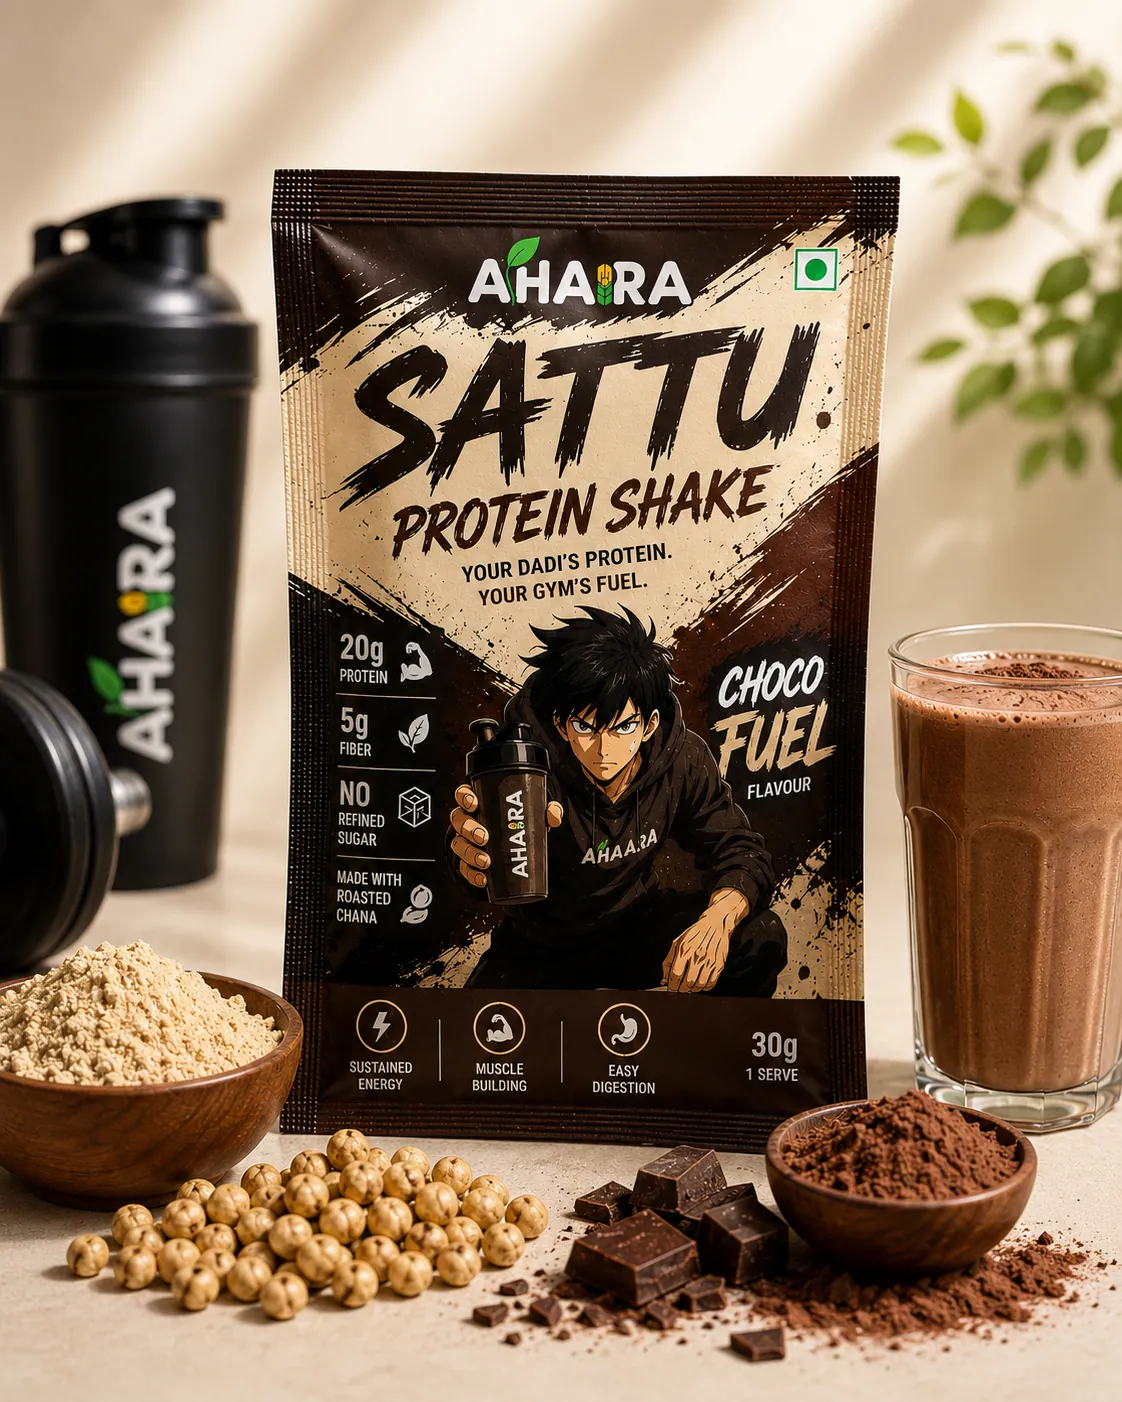 AHARA
SATTU
PROTEIN SHAKE
YOUR DADI'S PROTEIN.
YOUR GYM'S FUEL.
20g
PROTEIN
5g
FIBER
NO
REFINED
SUGAR
MADE WITH
ROASTED
CHANA
CHOCO
FUEL
FLAVOUR
AHARA
AHAARA
SUSTAINED
ENERGY
MUSCLE
BUILDING
EASY
DIGESTION
30g
1 SERVE
AHARA